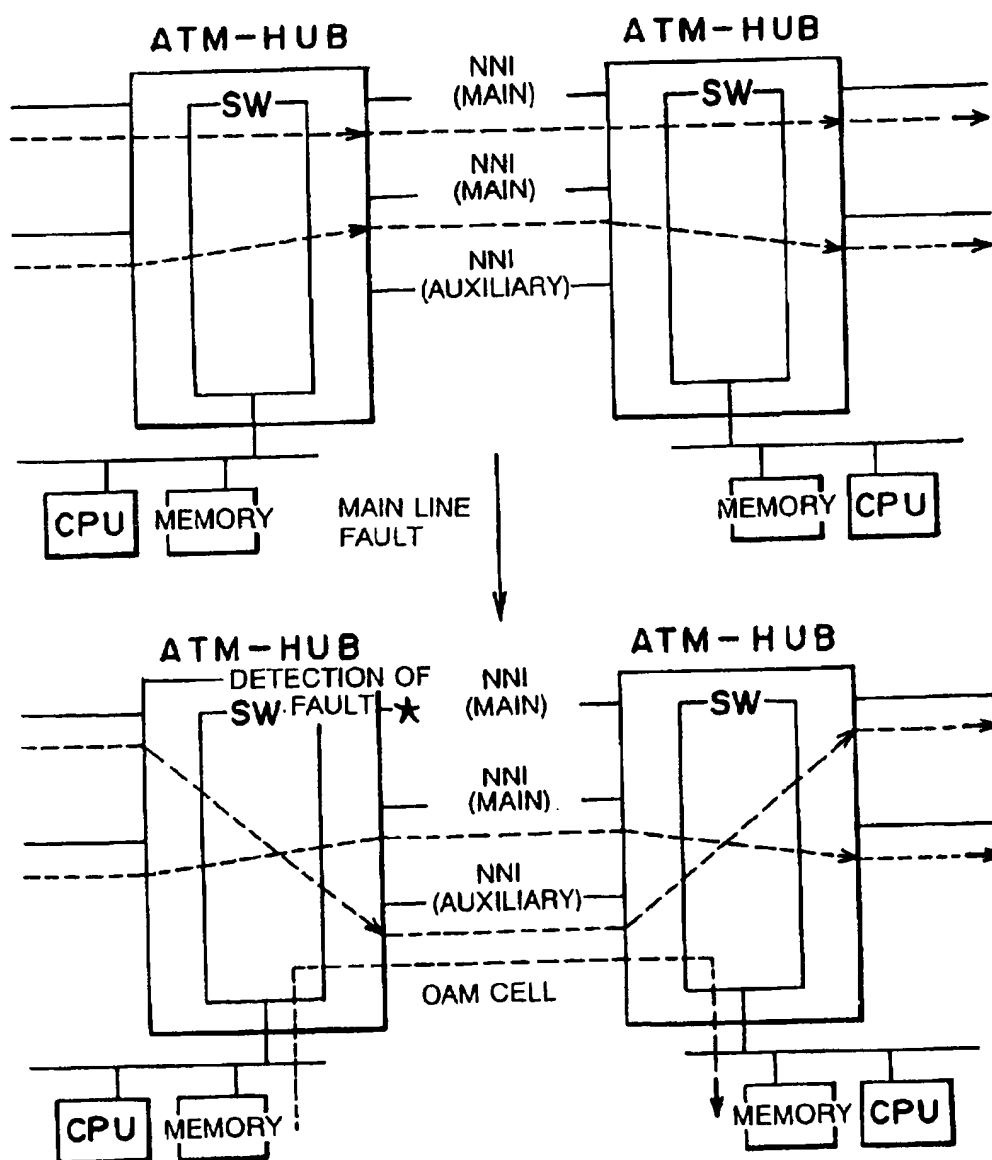 ATM-HUB
ATM-HUB
NNI
(MAIN)
SW
SW
NNI
(MAIN)
NNI
(AUXILIARY)
CPU
MEMORY
MAIN LINE
FAULT
MEMORY
CPU
ATM-HUB
ATM-HUB
DETECTION OF
FAULT
SW
NNI
(MAIN)
SW
NNI
(MAIN)
NNI
(AUXILIARY)
OAM CELL
CPU
MEMORY
MEMORY
CPU